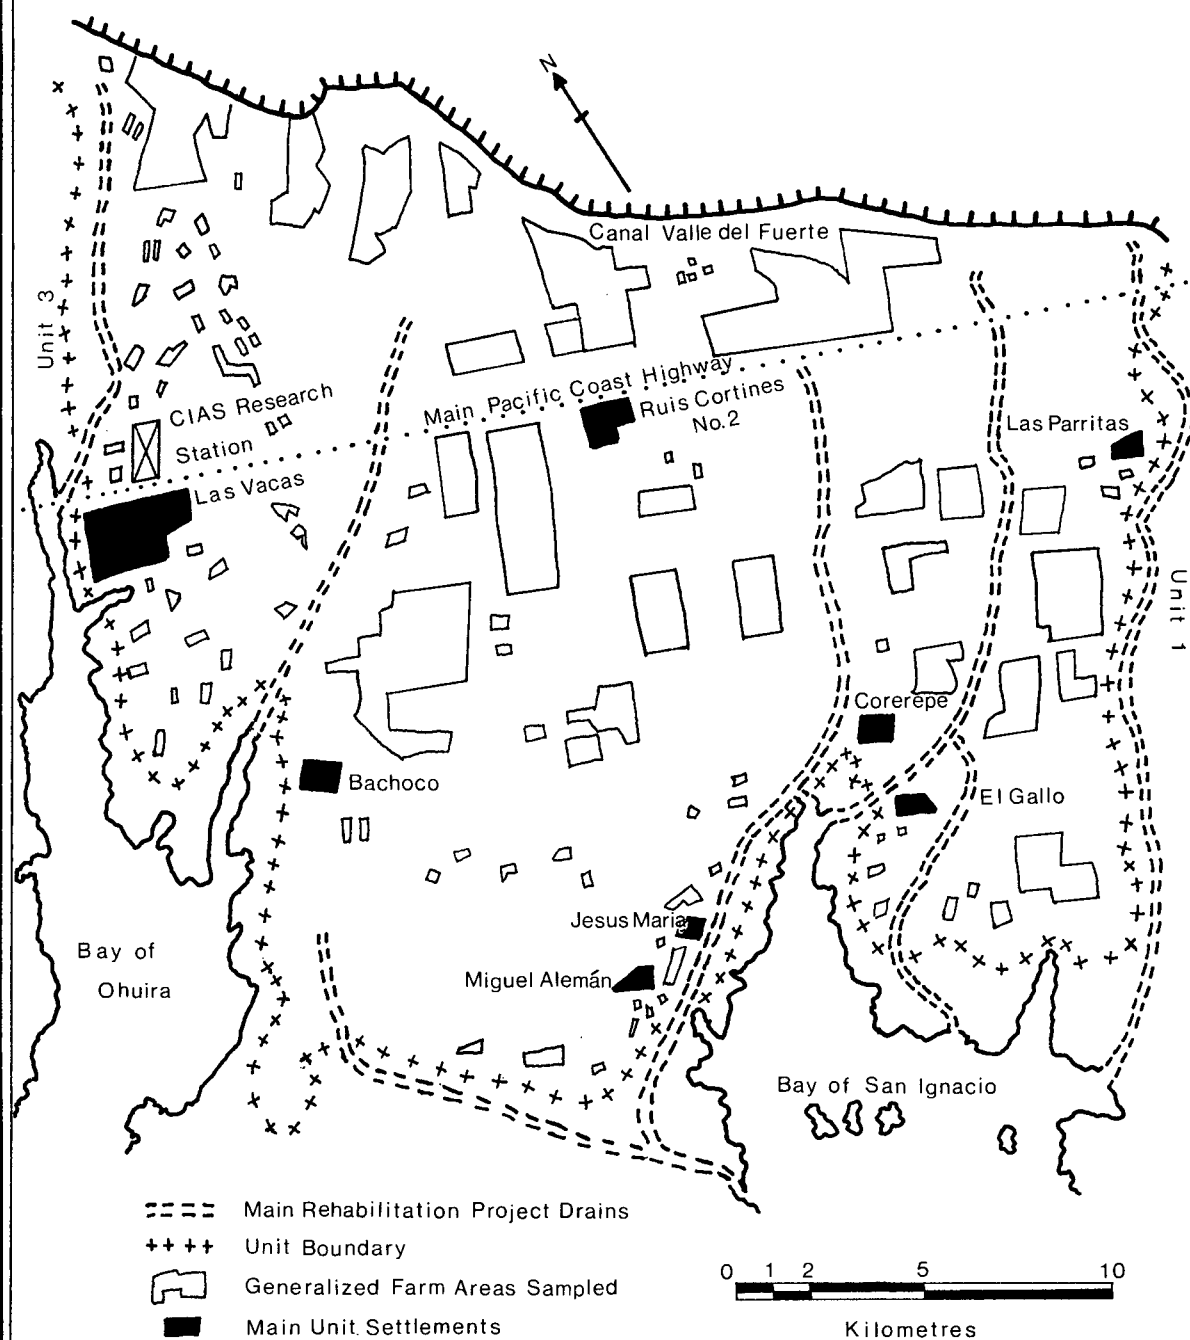 N
Canal Valle del Fuerte
Unit 3
Main Pacific Coast Highway
CIAS Research
Station
Ruis Cortines
No.2
Las Parritas
Las Vacas
Unit 1
Corerepe
Bachoco
El Gallo
Jesus Maria
Bay of
Ohuira
Miguel Alemán
Bay of San Ignacio
Main Rehabilitation Project Drains
Unit Boundary
Generalized Farm Areas Sampled
Main Unit Settlements
0 1 2 5 10
Kilometres